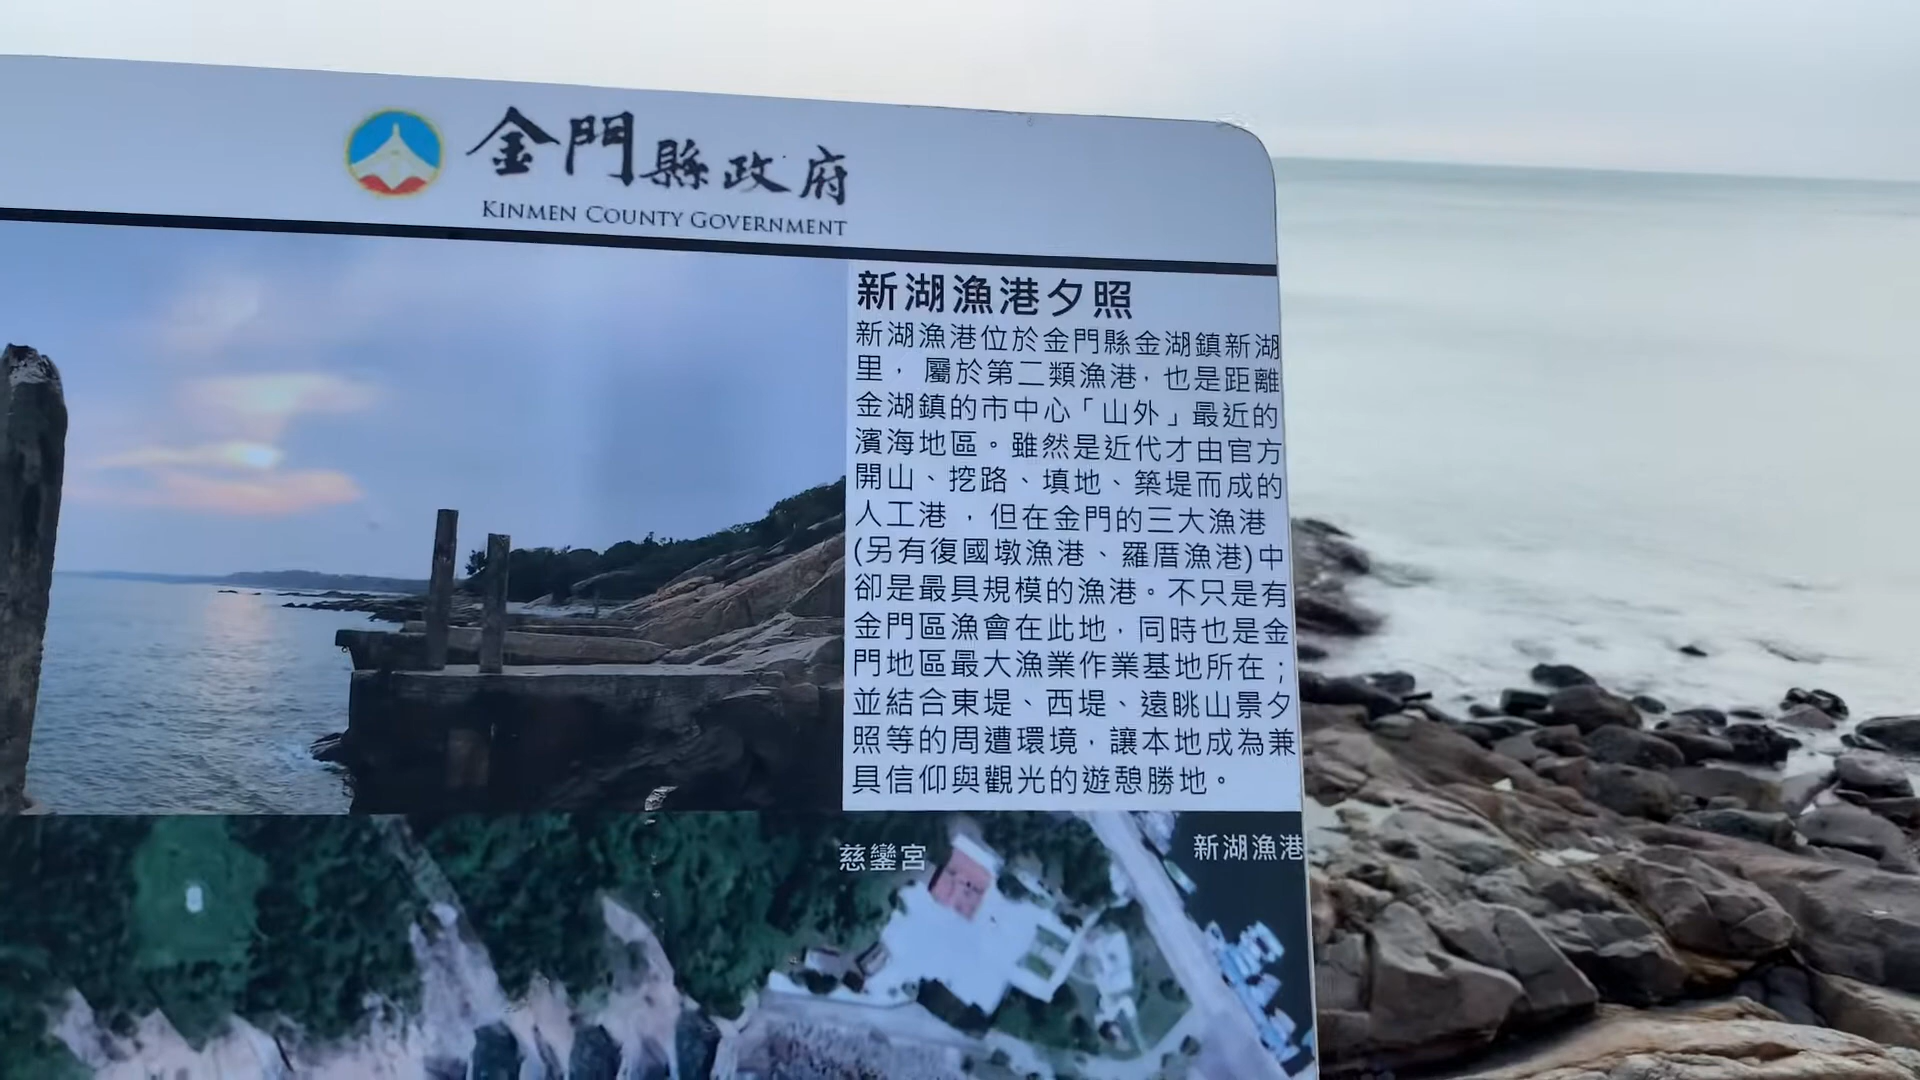 金門縣政府
KINMEN COUNTY GOVERNMENT
新湖漁港夕照
新湖漁港位於金門縣金湖鎮新湖
里，屬於第二類漁港，也是距離
金湖鎮的市中心「山外」最近的
濱海地區。雖然是近代才由官方
開山、挖路、填地、築堤而成的
人工港，但在金門的三大漁港
(另有復國墩漁港、羅厝漁港)中
卻是最具規模的漁港。不只是有
金門區漁會在此地，同時也是金
門地區最大漁業作業基地所在；
並結合東堤、西堤、遠眺山景夕
照等的周遭環境，讓本地成為兼
具信仰與觀光的遊憩勝地。
慈鑾宮
新湖漁港